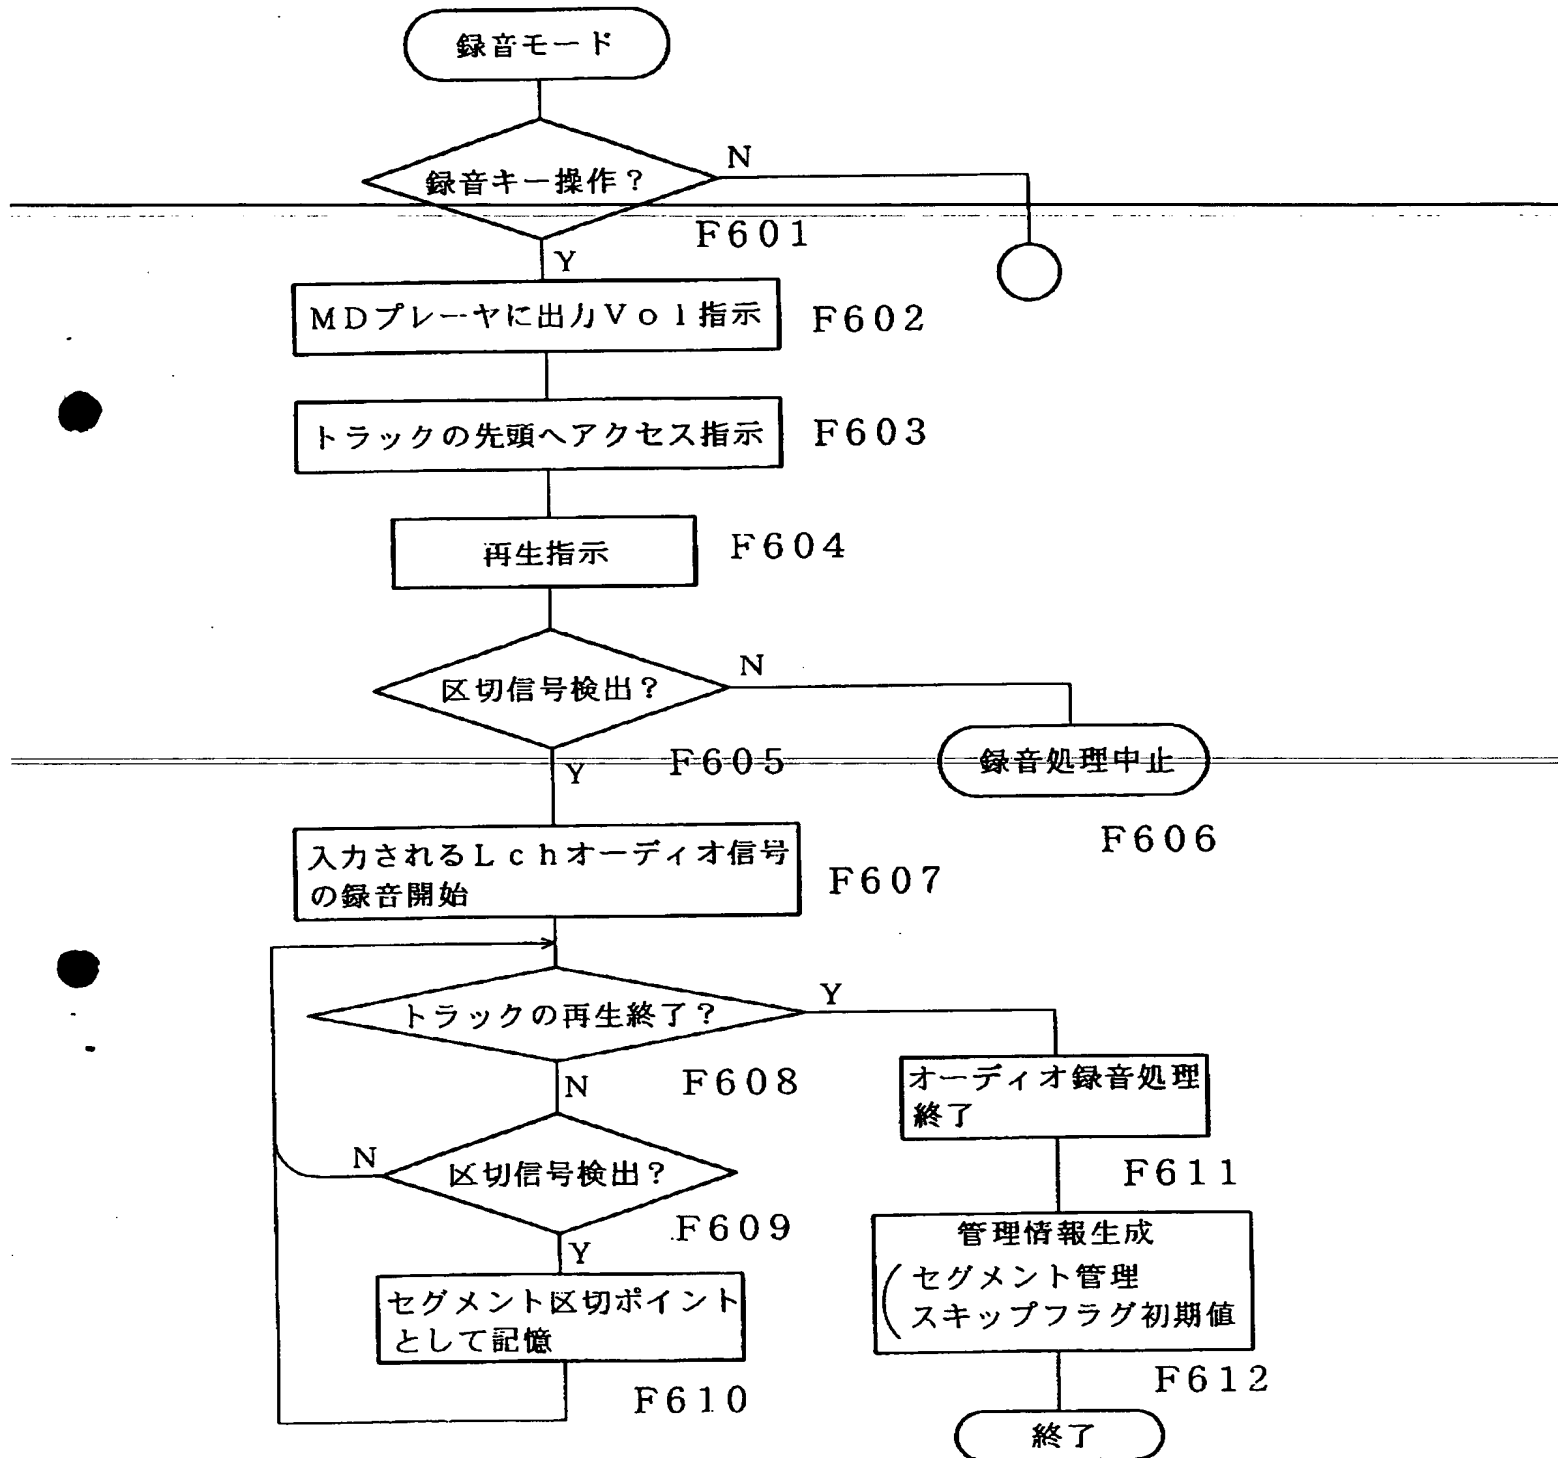 録音モード
録音キー操作?
N
F601
Y
MDプレーヤに出力Vol指示
F602
トラックの先頭へアクセス指示
F603
再生指示
F604
区切信号検出?
N
F605
Y
録音処理中止
F606
入力されるLchオーディオ信号
の録音開始
F607
トラックの再生終了?
Y
F608
N
オーディオ録音処理
終了
F611
区切信号検出?
N
F609
Y
管理情報生成
セグメント管理
スキップフラグ初期値
F612
セグメント区切ポイント
として記憶
F610
終了